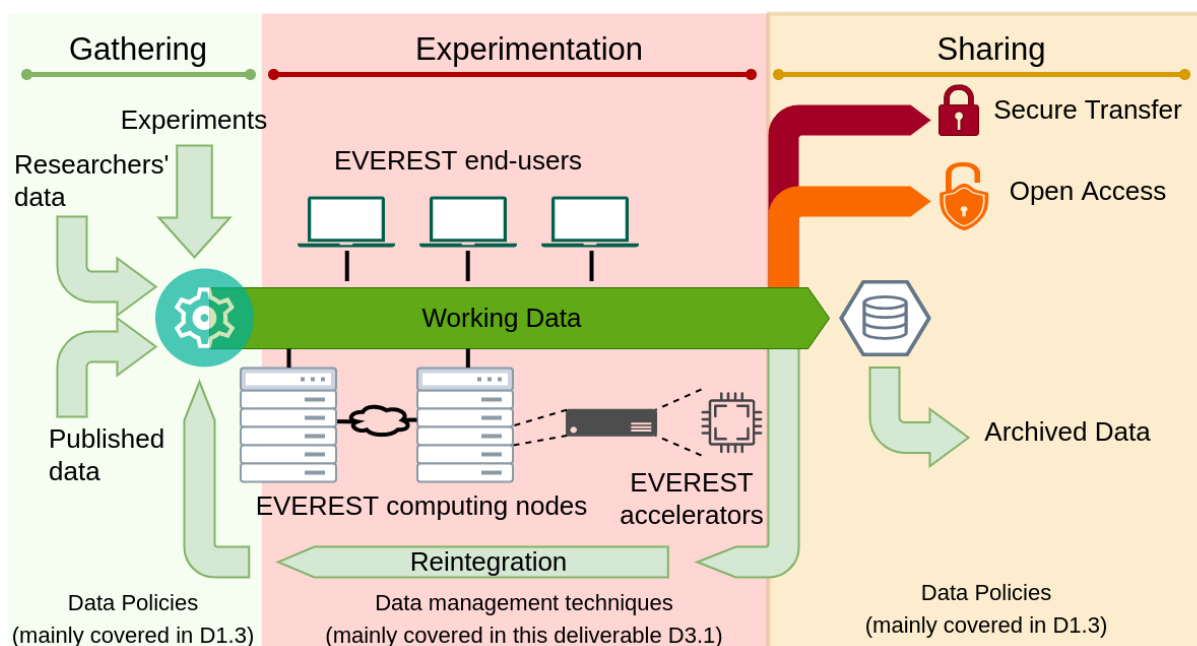 Gathering
Experimentation
Sharing
Experiments
Researchers'
data
Published
data
EVEREST end-users
Working Data
EVEREST computing nodes
EVEREST
accelerators
Reintegration
Secure Transfer
Open Access
Archived Data
Data Policies
(mainly covered in D1.3)
Data management techniques
(mainly covered in this deliverable D3.1)
Data Policies
(mainly covered in D1.3)